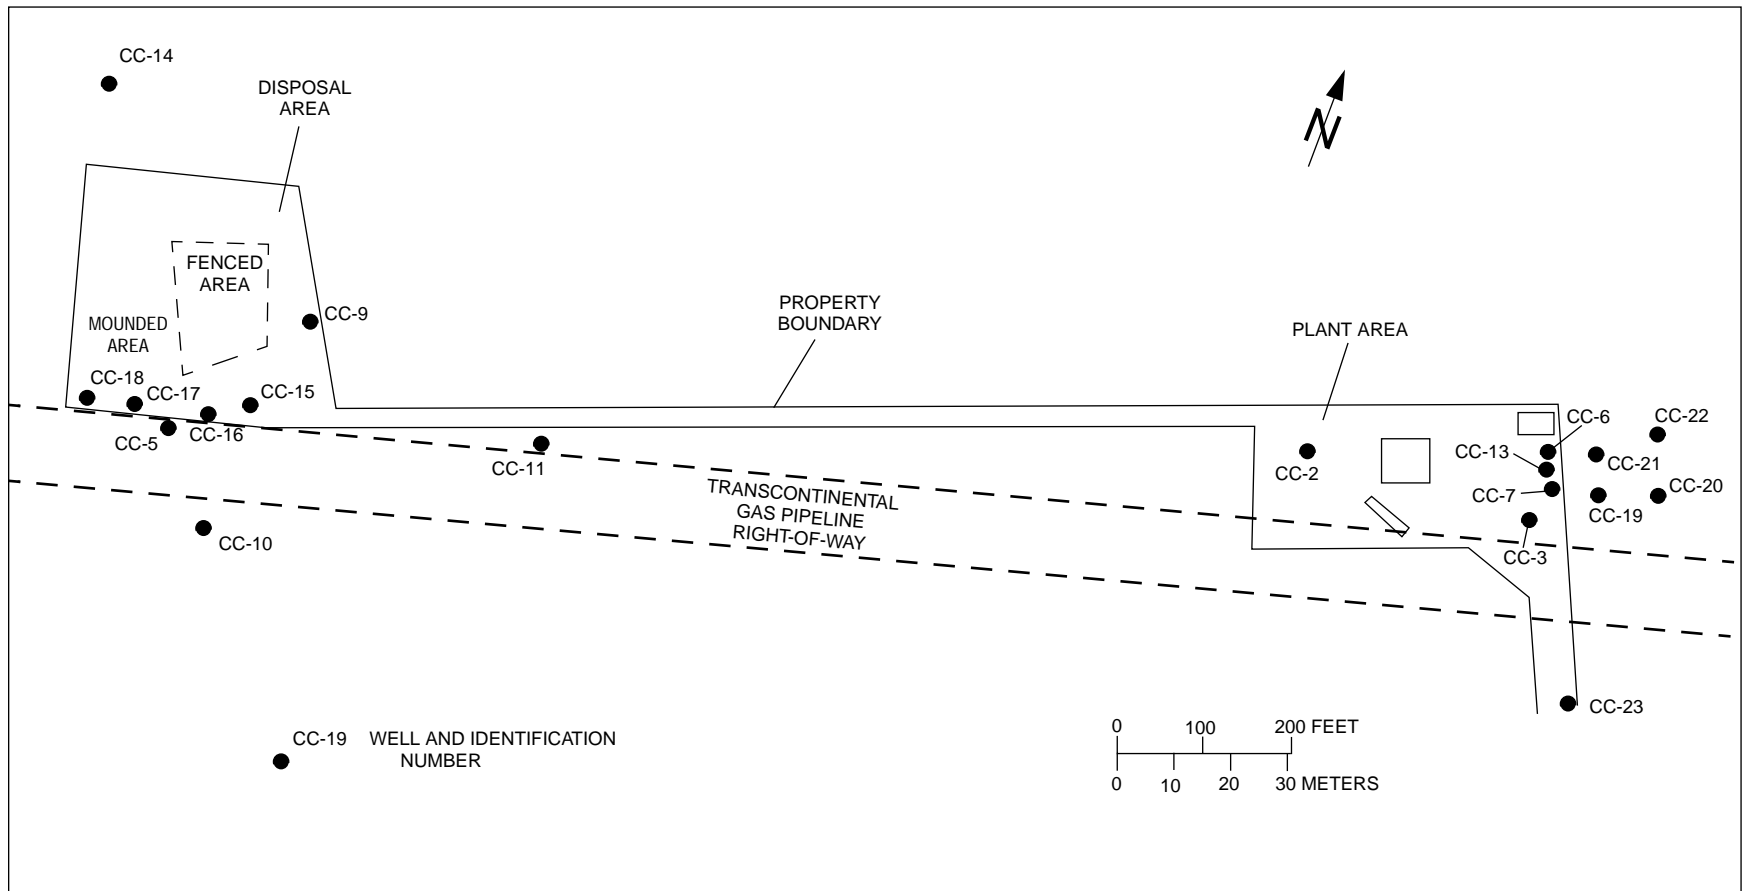 CC-14
DISPOSAL
AREA
N
FENCED
AREA
CC-9
MOUNDED
AREA
PROPERTY
BOUNDARY
PLANT AREA
CC-18
CC-17
CC-15
CC-5
CC-16
CC-11
CC-10
TRANSCONTINENTAL
GAS PIPELINE
RIGHT-OF-WAY
CC-2
CC-6
CC-22
CC-13
CC-21
CC-7
CC-20
CC-19
CC-3
CC-23
CC-19 WELL AND IDENTIFICATION
NUMBER
0 100 200 FEET
0 10 20 30 METERS